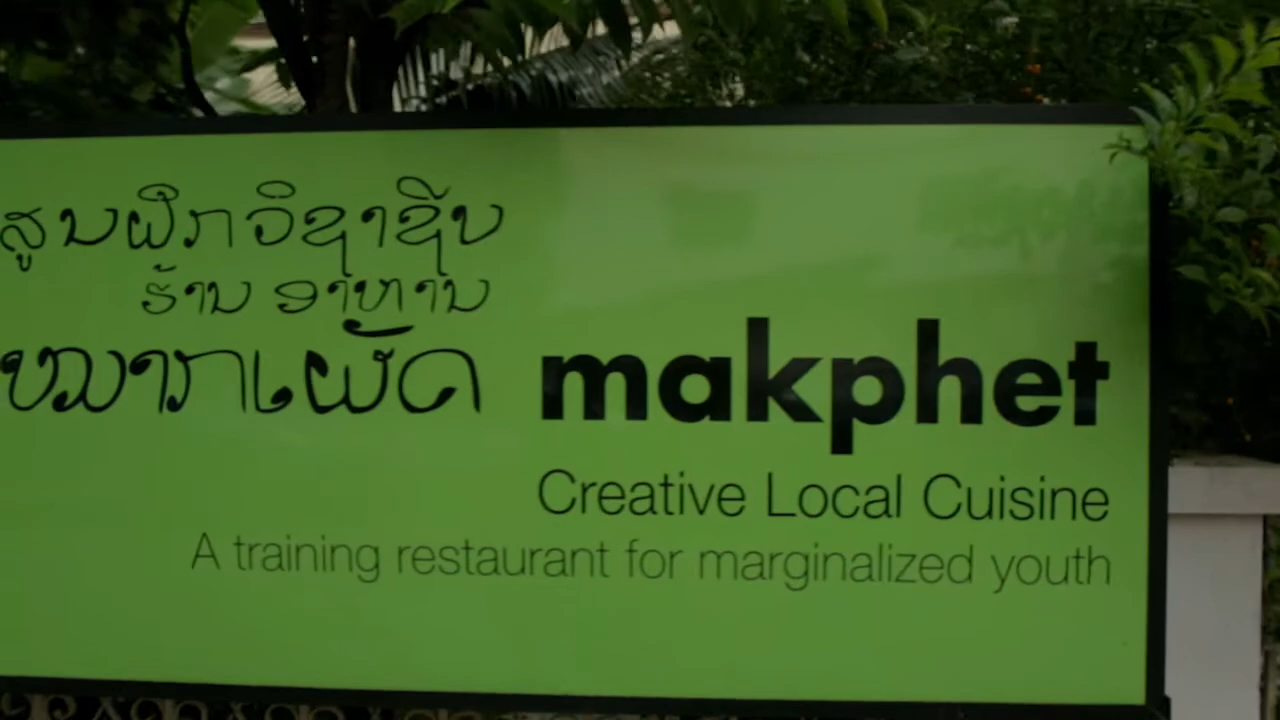 ສູນຝຶກວິຊາຊີບ
ຮ້ານ ອາຫານ
ໝາກເຜັດ
makphet
Creative Local Cuisine
A training restaurant for marginalized youth